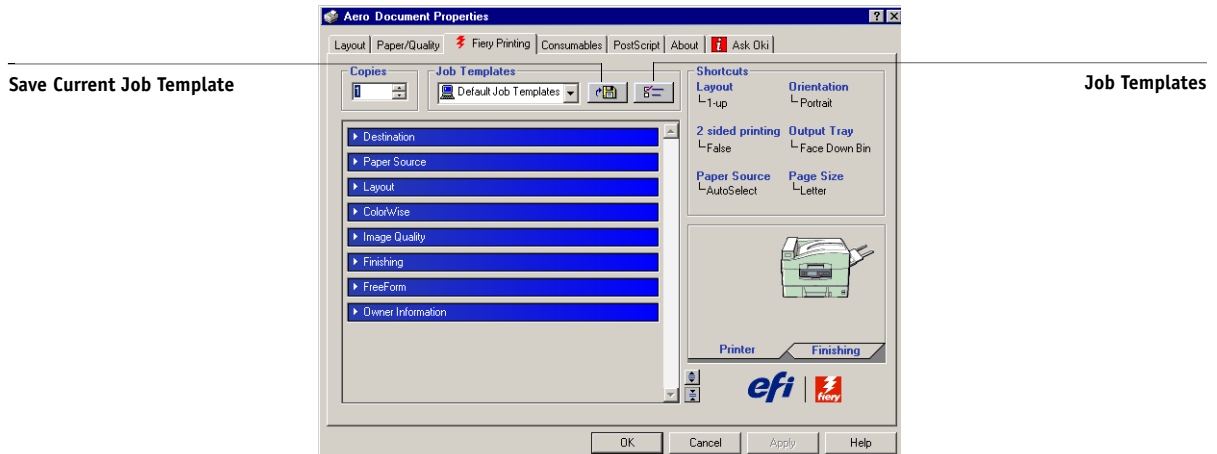 Aero Document Properties
Layout Paper/Quality Fiery Printing Consumables PostScript About Ask Oki
Save Current Job Template
Job Templates
Copies
1
Job Templates
Default Job Templates
Shortcuts
Layout
1-up
Orientation
Portrait
2 sided printing
False
Output Tray
Face Down Bin
Paper Source
AutoSelect
Page Size
Letter
Destination
Paper Source
Layout
ColorWise
Image Quality
Finishing
FreeForm
Owner Information
Printer
Finishing
efi
fiery
OK Cancel Apply Help